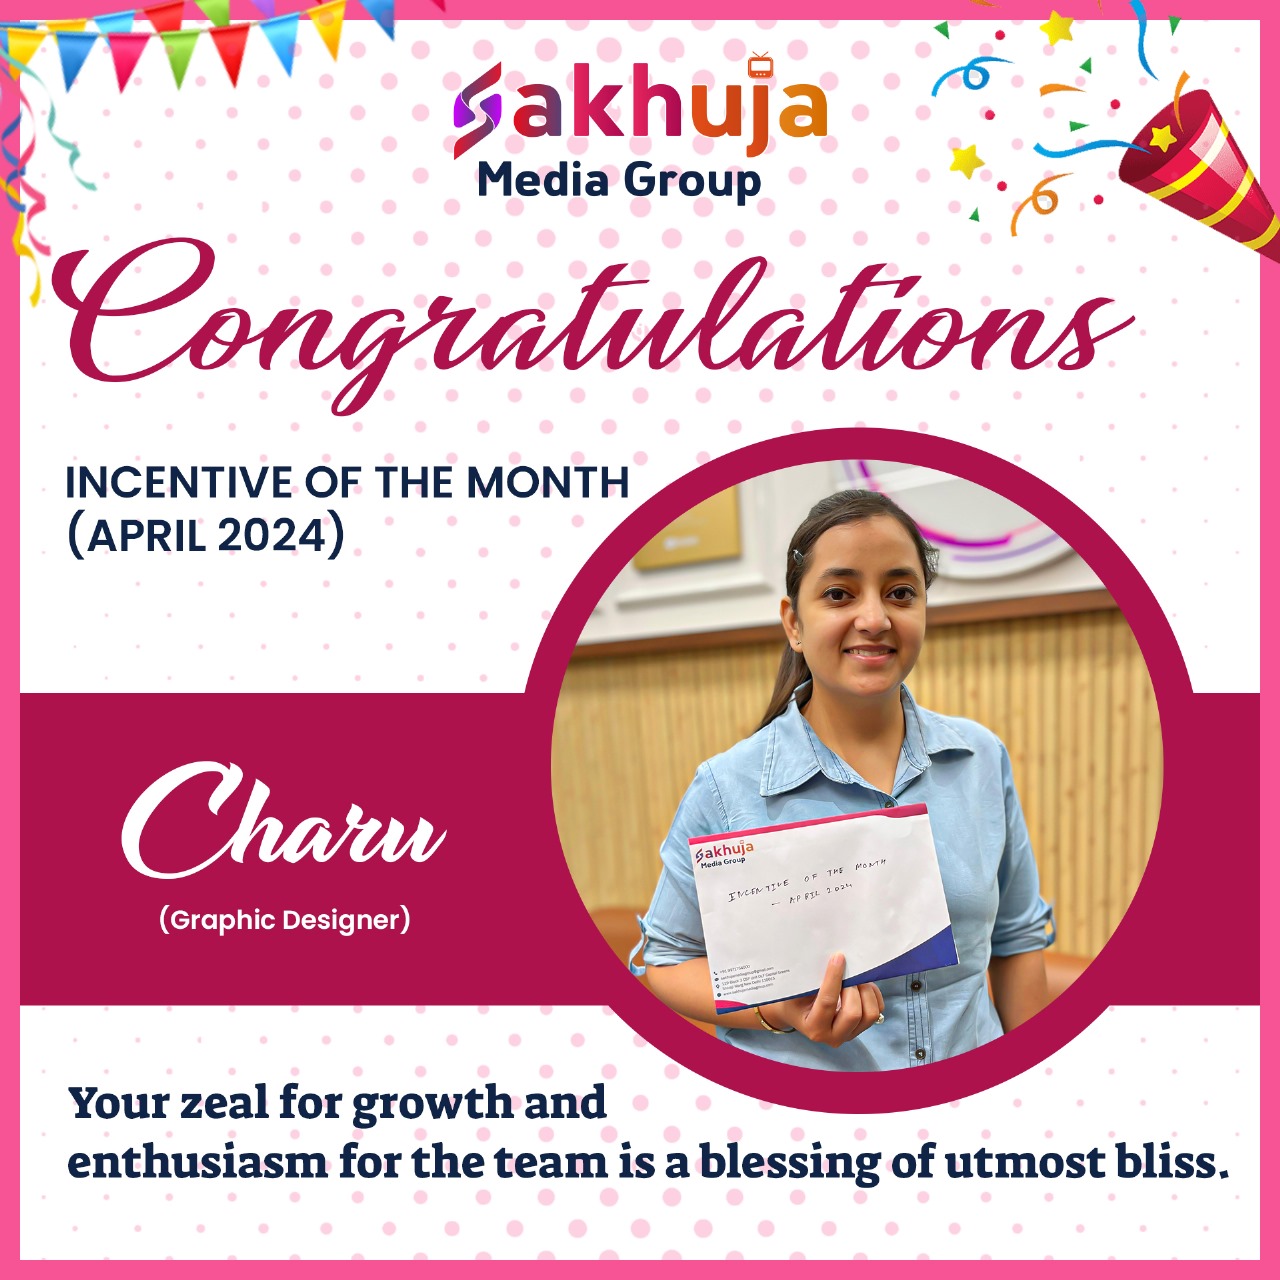 Sakhuja
Media Group
Congratulations
INCENTIVE OF THE MONTH
(APRIL 2024)
Charu
(Graphic Designer)
Sakhuja
Media Group
INCENTIVE OF THE MONTH
- APRIL 2024
Your zeal for growth and
enthusiasm for the team is a blessing of utmost bliss.